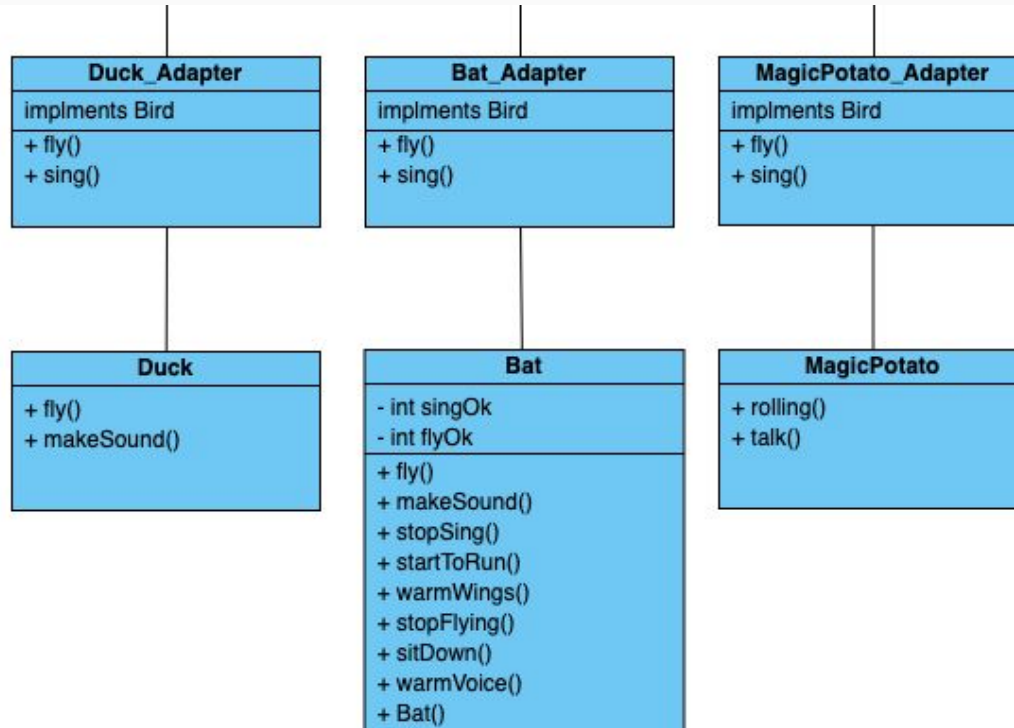 Duck_Adapter
implments Bird
+ fly()
+ sing()
Bat_Adapter
implments Bird
+ fly()
+ sing()
MagicPotato_Adapter
implments Bird
+ fly()
+ sing()
Duck
+ fly()
+ makeSound()
Bat
- int singOk
- int flyOk
+ fly()
+ makeSound()
+ stopSing()
+ startToRun()
+ warmWings()
+ stopFlying()
+ sitDown()
+ warmVoice()
+ Bat()
MagicPotato
+ rolling()
+ talk()